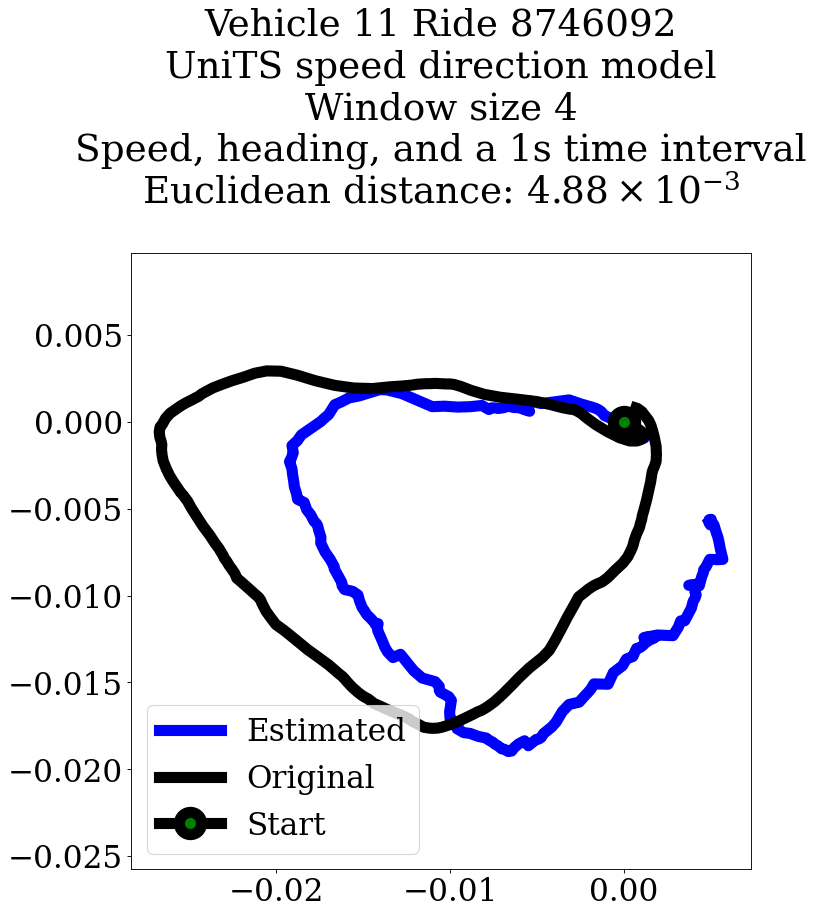 Vehicle 11 Ride 8746092
UniTS speed direction model
Window size 4
Speed, heading, and a 1s time interval
Euclidean distance: 4.88 × 10⁻³
0.005
0.000
−0.005
−0.010
−0.015
−0.020
−0.025
Estimated
Original
Start
−0.02 −0.01 0.00